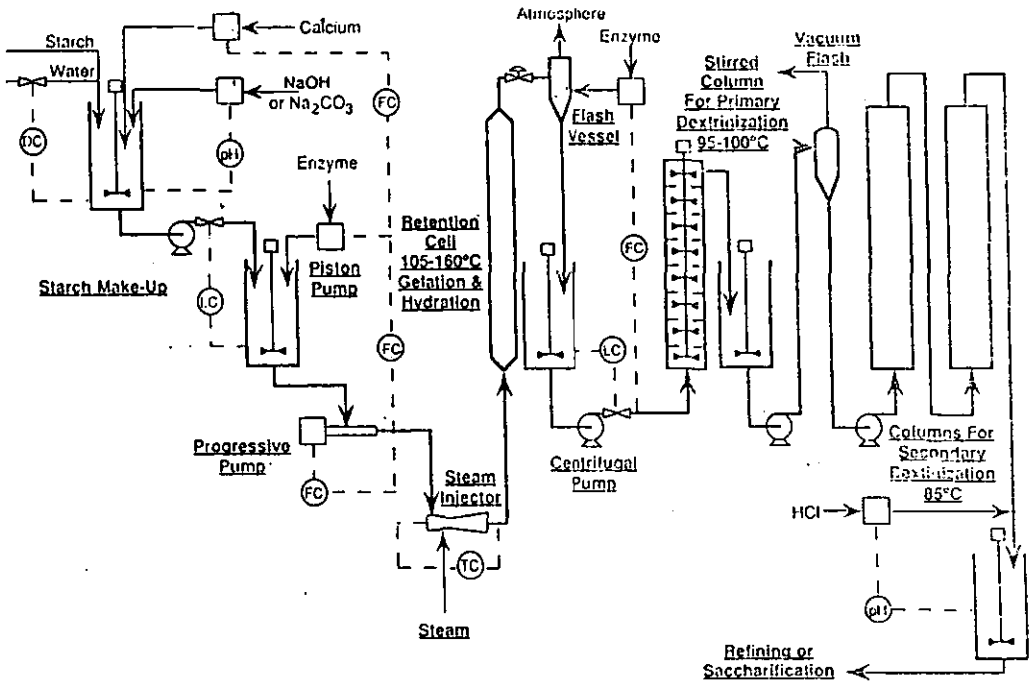 Calcium
Starch
Water
NaOH
or Na₂CO₃
DC
pH
FC
Enzyme
Piston
Pump
Starch Make-Up
LC
FC
Progressive
Pump
FC
Steam
Injector
TC
Steam
Atmosphere
Enzyme
Flash
Vessel
Retention
Cell
105-160°C
Gelation &
Hydration
LC
FC
Centrifugal
Pump
Stirred
Column
For Primary
Dextrinization
95-100°C
Vacuum
Flash
Columns For
Secondary
Dextinization
85°C
HCl
pH
Refining or
Saccharification